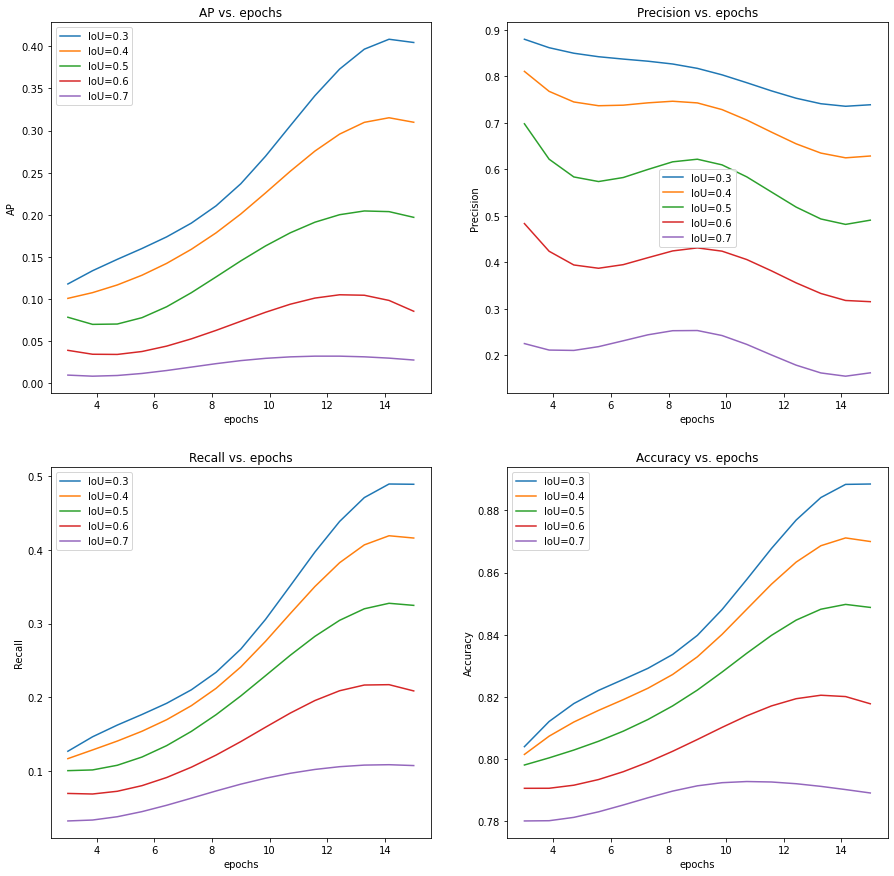 AP vs. epochs
IoU=0.3
IoU=0.4
IoU=0.5
IoU=0.6
IoU=0.7
0.40
0.35
0.30
0.25
0.20
0.15
0.10
0.05
0.00
AP
4 6 8 10 12 14
epochs
Precision vs. epochs
IoU=0.3
IoU=0.4
IoU=0.5
IoU=0.6
IoU=0.7
0.9
0.8
0.7
0.6
0.5
0.4
0.3
0.2
Precision
4 6 8 10 12 14
epochs
Recall vs. epochs
IoU=0.3
IoU=0.4
IoU=0.5
IoU=0.6
IoU=0.7
0.5
0.4
0.3
0.2
0.1
Recall
4 6 8 10 12 14
epochs
Accuracy vs. epochs
IoU=0.3
IoU=0.4
IoU=0.5
IoU=0.6
IoU=0.7
0.88
0.86
0.84
0.82
0.80
0.78
Accuracy
4 6 8 10 12 14
epochs